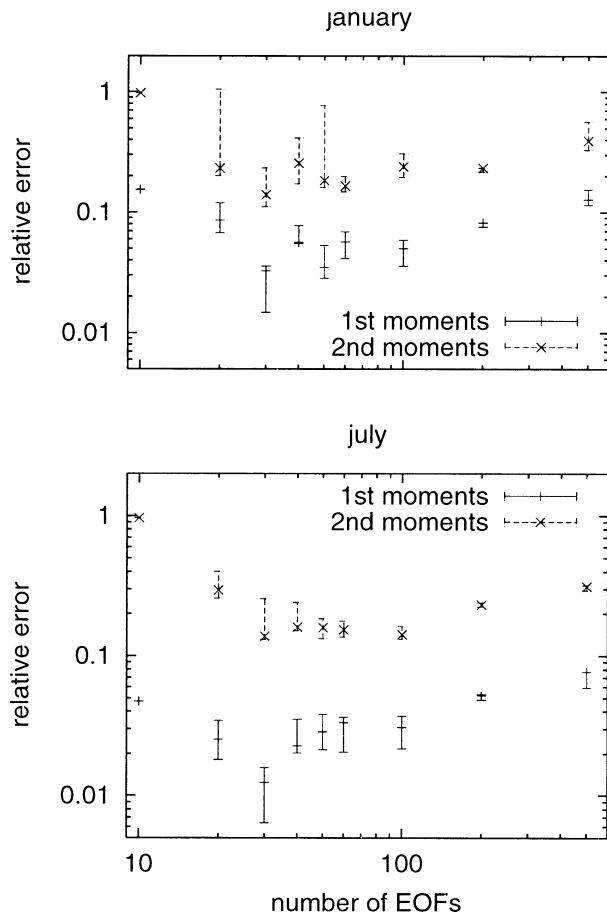 january
relative error
1
0.1
0.01
1st moments
2nd moments
july
relative error
1
0.1
0.01
1st moments
2nd moments
10
100
number of EOFs